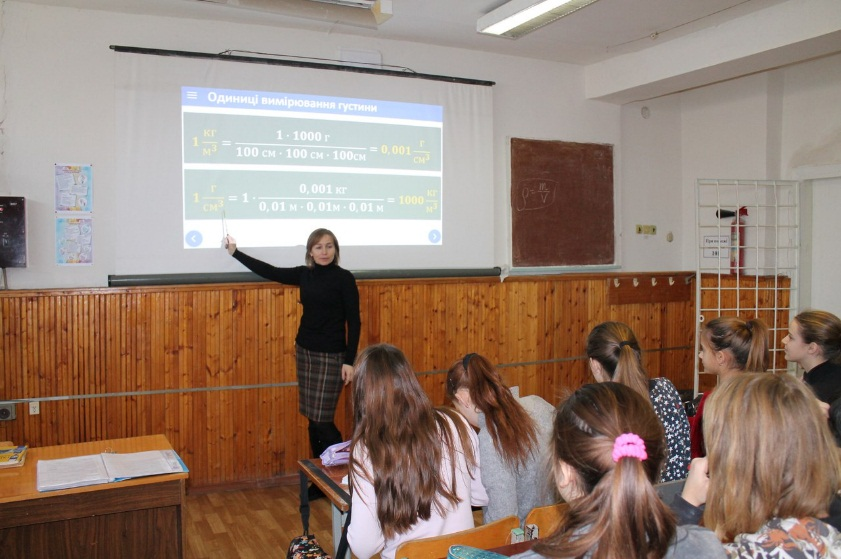 Одиниці вимірювання густини
1 кг/м³ = 1 · 1000 г / 100 см · 100 см · 100см = 0,001 г/см³
1 г/см³ = 1 · 0,001 кг / 0,01 м · 0,01м · 0,01 м = 1000 кг/м³
ρ = m/V